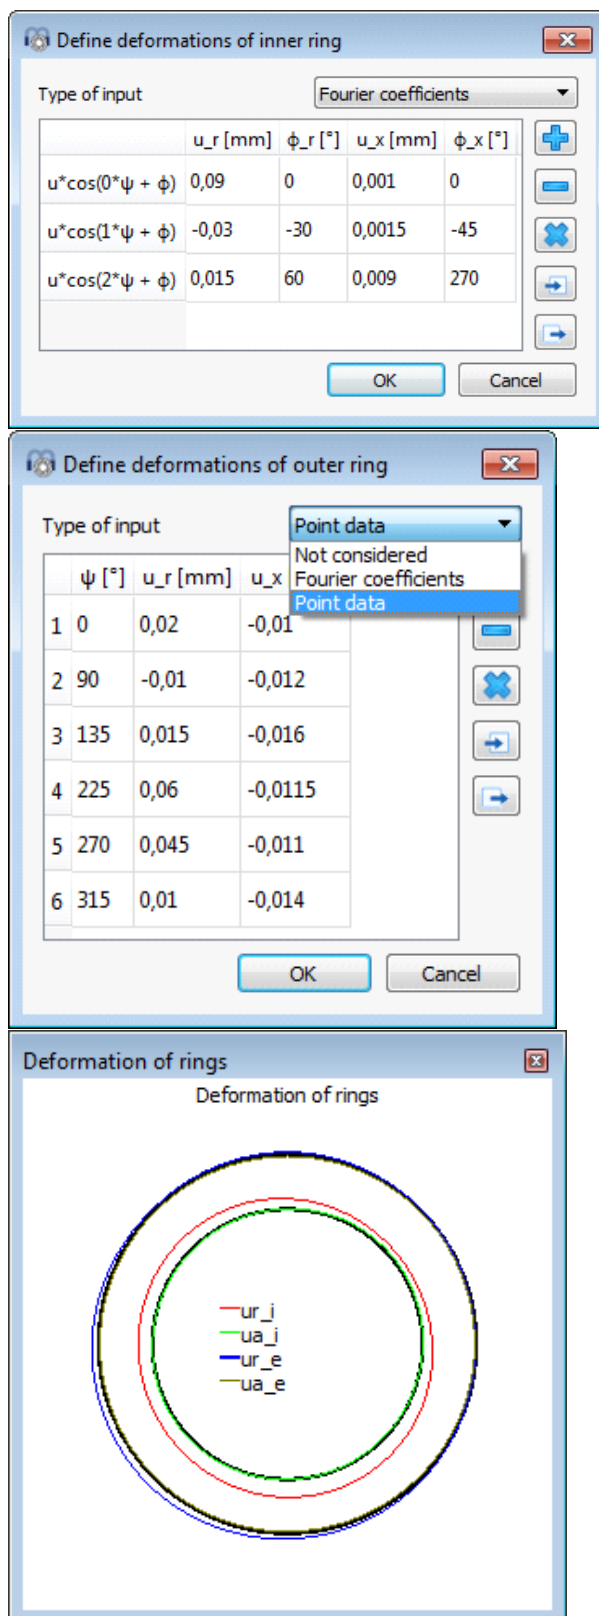 Define deformations of inner ring
Type of input Fourier coefficients
u_r [mm] ϕ_r [°] u_x [mm] ϕ_x [°]
u*cos(0*ψ + ϕ) 0,09 0 0,001 0
u*cos(1*ψ + ϕ) -0,03 -30 0,0015 -45
u*cos(2*ψ + ϕ) 0,015 60 0,009 270
OK Cancel
Define deformations of outer ring
Type of input Point data
Not considered
Fourier coefficients
Point data
ψ [°] u_r [mm] u_x
1 0 0,02 -0,01
2 90 -0,01 -0,012
3 135 0,015 -0,016
4 225 0,06 -0,0115
5 270 0,045 -0,011
6 315 0,01 -0,014
OK Cancel
Deformation of rings
Deformation of rings
ur_i
ua_i
ur_e
ua_e